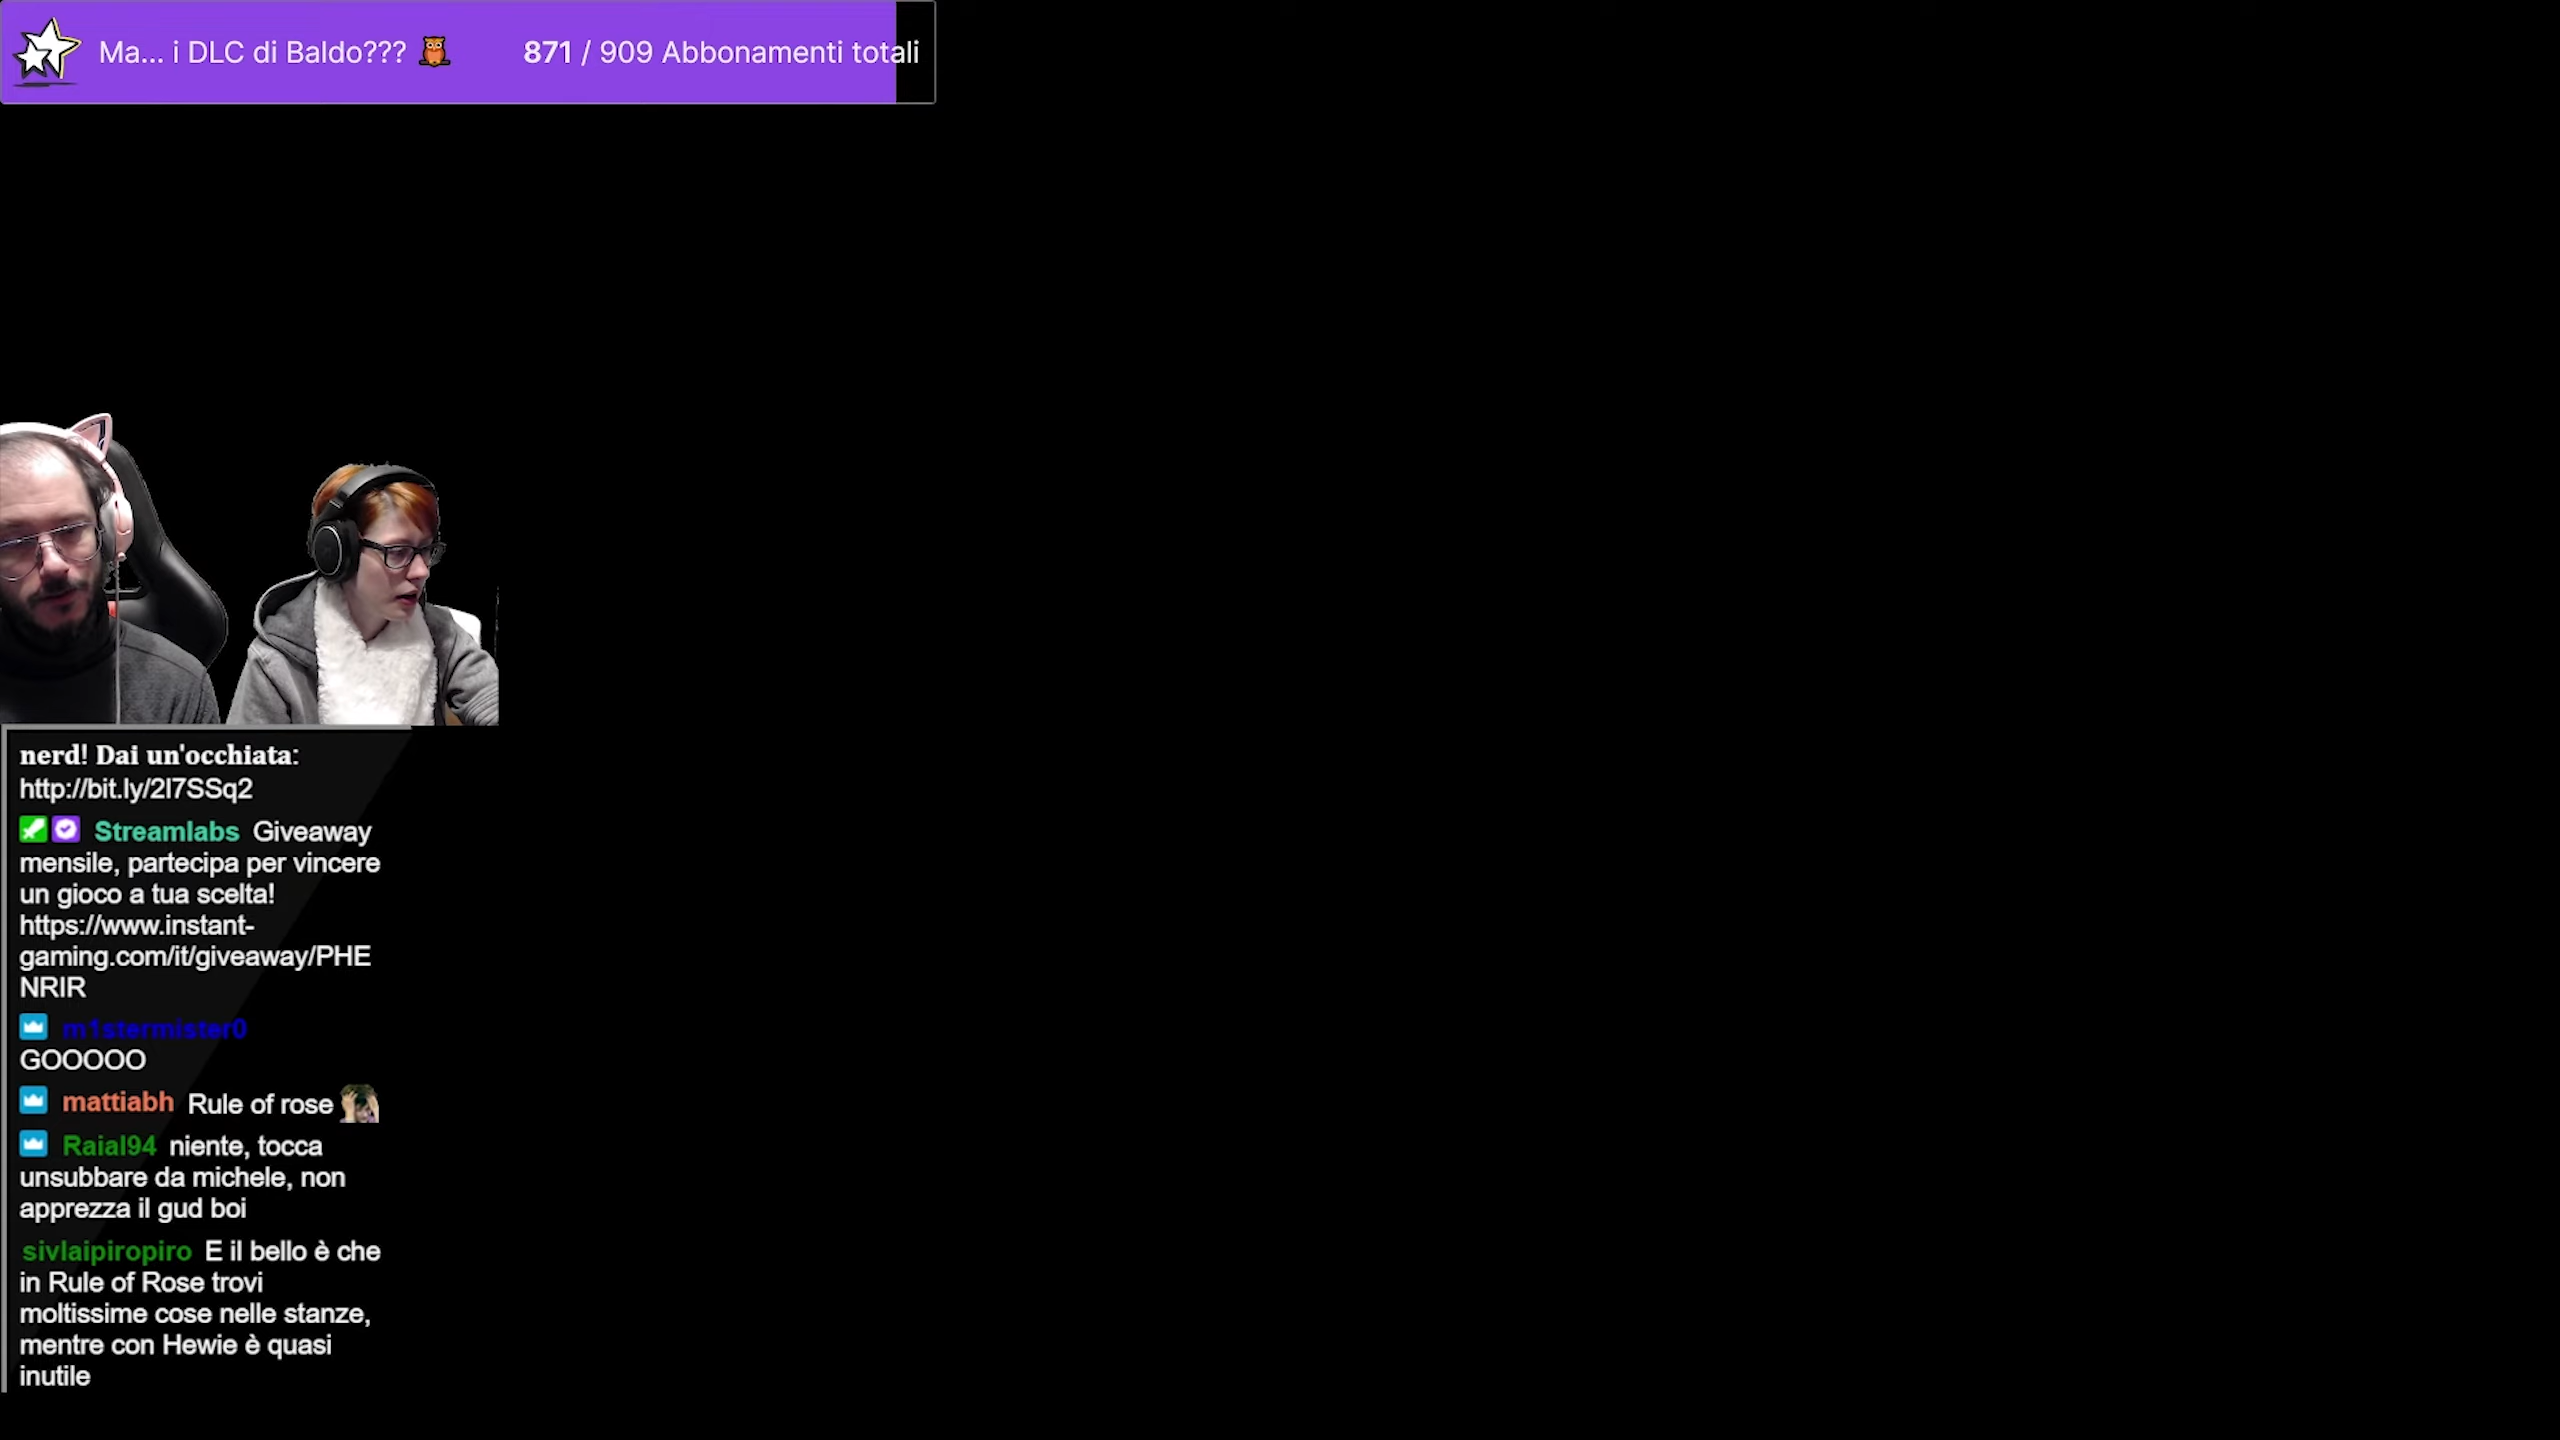 Ma... i DLC di Baldo??? 871 / 909 Abbonamenti totali
nerd! Dai un'occhiata:
http://bit.ly/2I7SSq2
Streamlabs Giveaway
mensile, partecipa per vincere
un gioco a tua scelta!
https://www.instant-
gaming.com/it/giveaway/PHE
NRIR
m1stermister0
GOOOOO
mattiabh Rule of rose
Raial94 niente, tocca
unsubbare da michele, non
apprezza il gud boi
sivlaipiropiro E il bello è che
in Rule of Rose trovi
moltissime cose nelle stanze,
mentre con Hewie è quasi
inutile